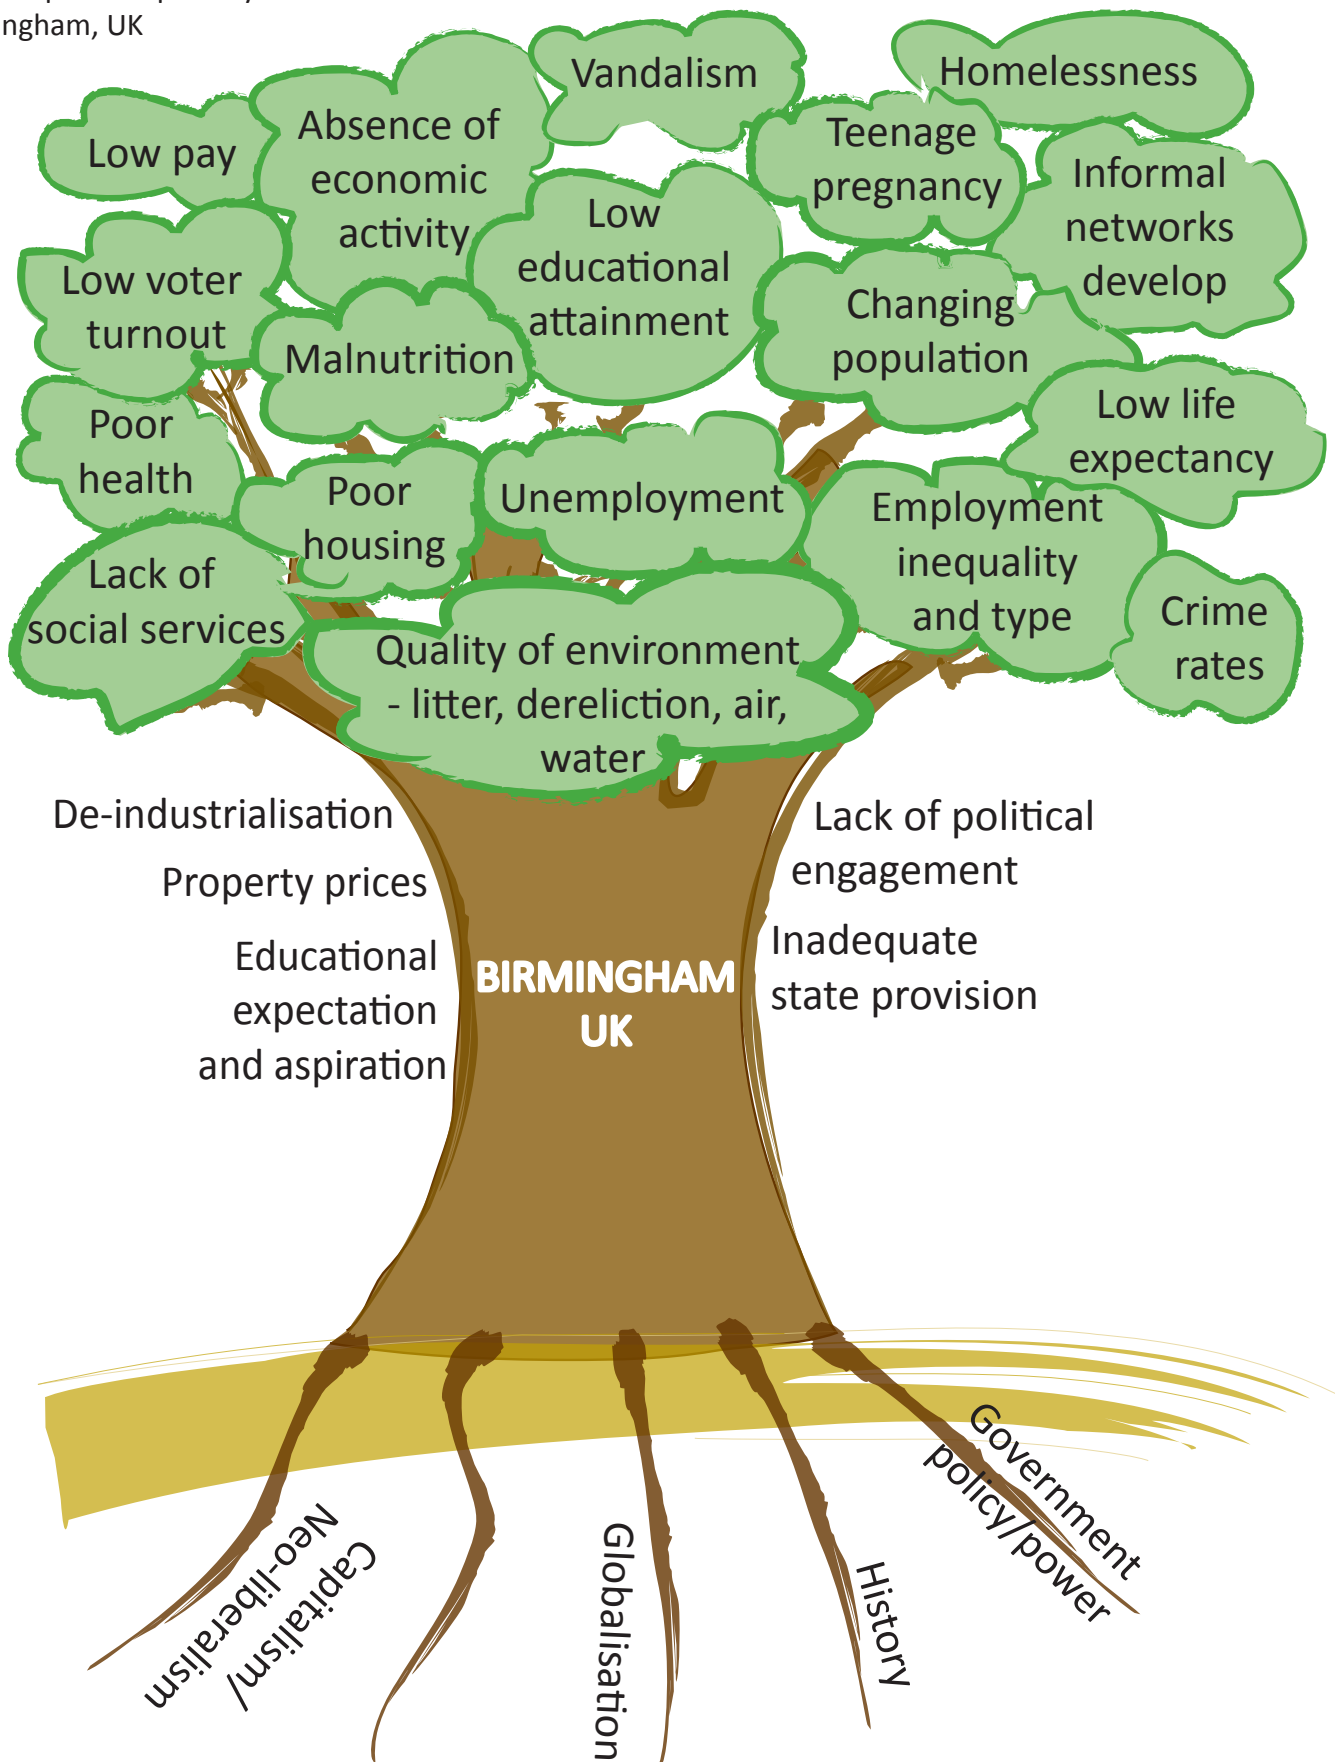 ngham, UK
Vandalism
Homelessness
Low pay
Absence of
economic
activity
Teenage
pregnancy
Informal
networks
develop
Low voter
turnout
Low
educational
attainment
Changing
population
Malnutrition
Low life
expectancy
Poor
health
Poor
housing
Unemployment
Employment
inequality
and type
Lack of
social services
Crime
rates
Quality of environment
- litter, dereliction, air,
water
De-industrialisation
Property prices
Educational
expectation
and aspiration
Lack of political
engagement
Inadequate
state provision
BIRMINGHAM
UK
Capitalism/
Neo-liberalism
Globalisation
History
Government
policy/power